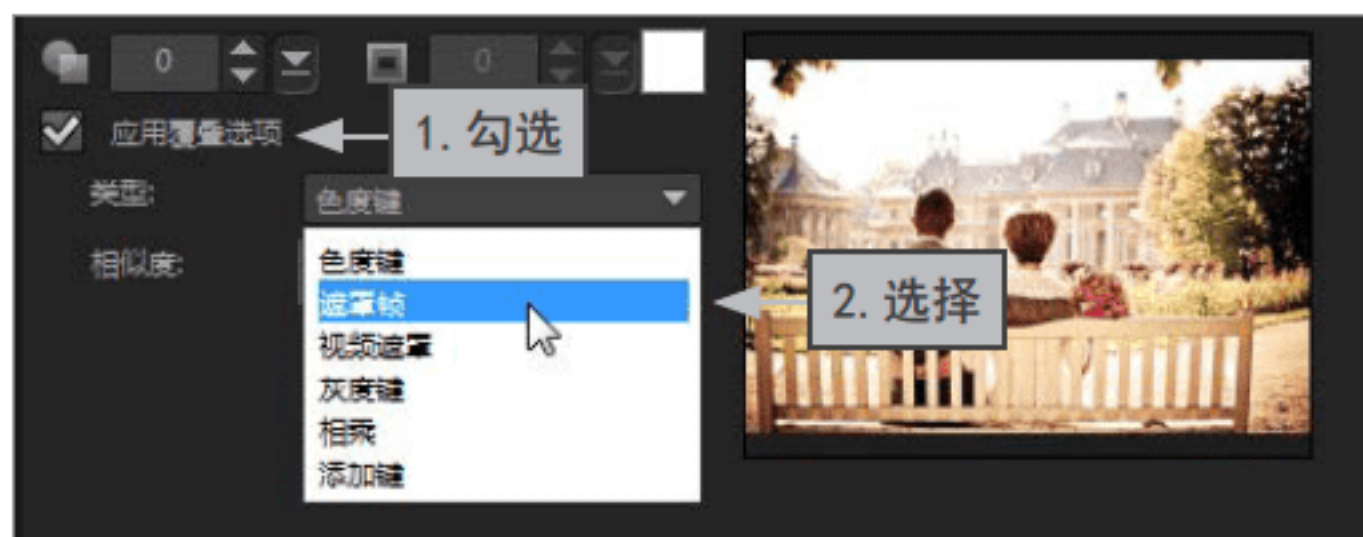 0
0
应用覆叠选项
1. 勾选
类型:
色度键
相似度:
色度键
遮罩帧
视频遮罩
灰度键
相乘
添加键
2. 选择